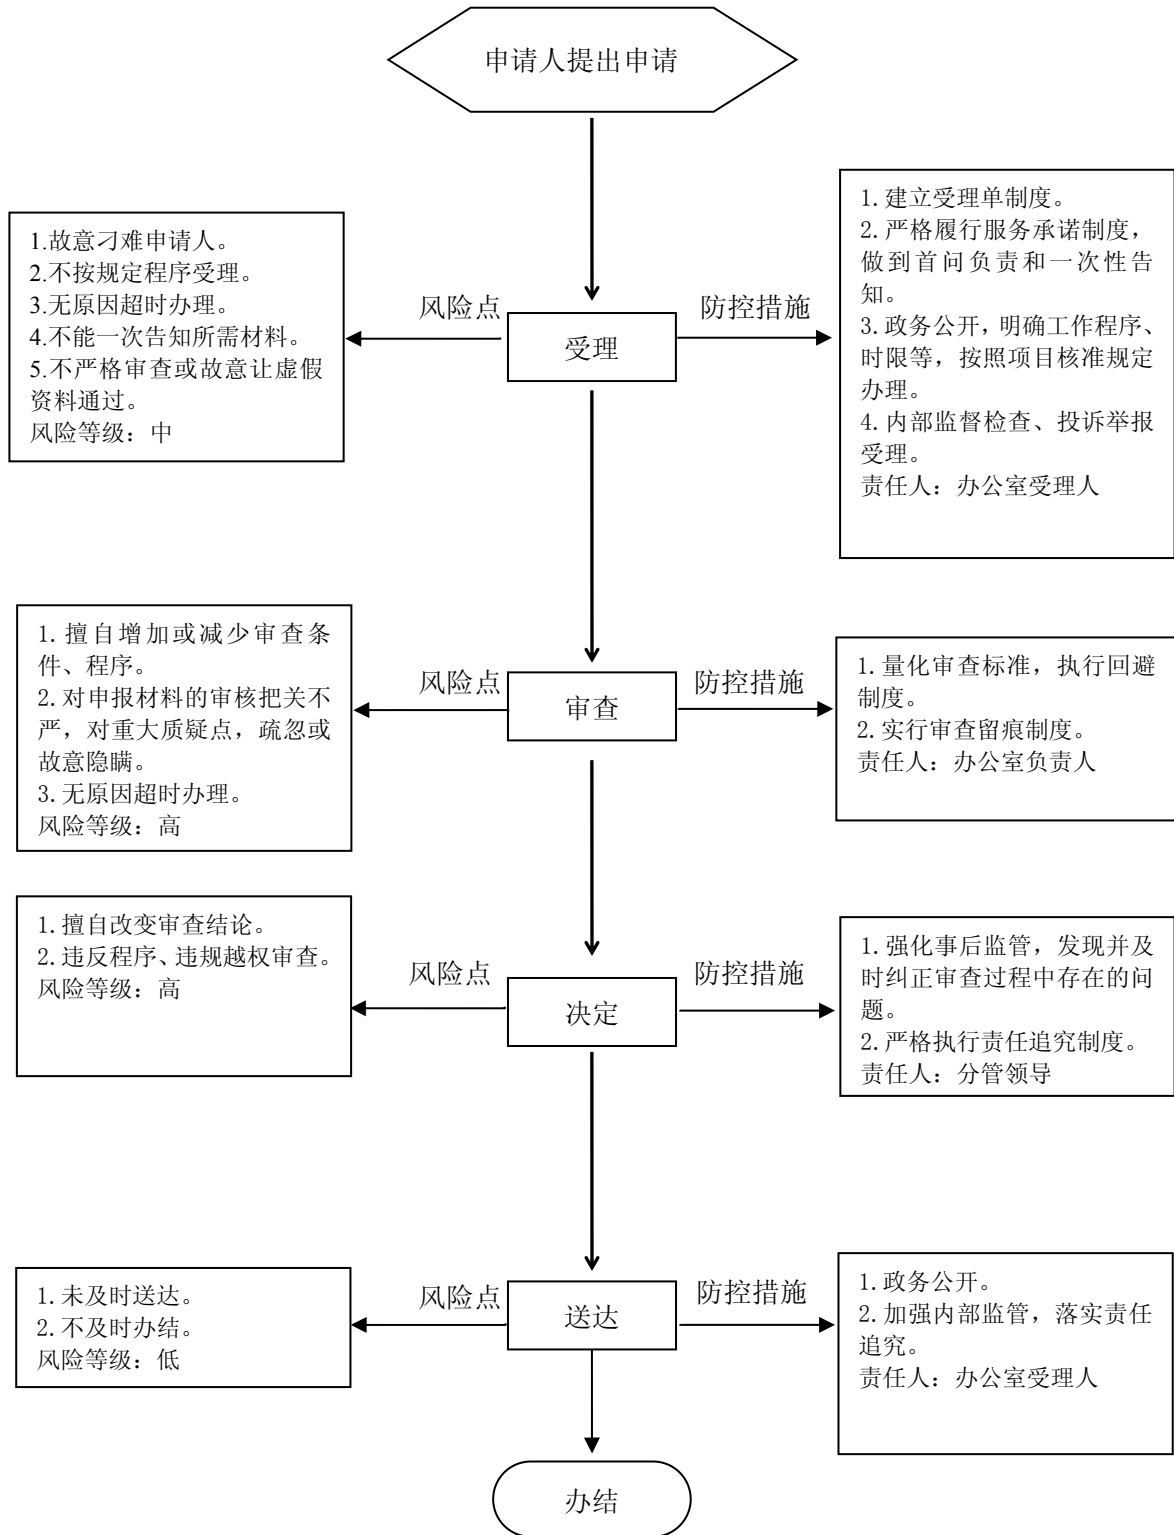 申请人提出申请
1.故意刁难申请人。
2.不按规定程序受理。
3.无原因超时办理。
4.不能一次告知所需材料。
5.不严格审查或故意让虚假
资料通过。
风险等级：中
风险点
受理
防控措施
1.建立受理单制度。
2.严格履行服务承诺制度，
做到首问负责和一次性告
知。
3.政务公开，明确工作程序、
时限等，按照项目核准规定
办理。
4.内部监督检查、投诉举报
受理。
责任人：办公室受理人
1.擅自增加或减少审查条
件、程序。
2.对申报材料的审核把关不
严，对重大质疑点，疏忽或
故意隐瞒。
3.无原因超时办理。
风险等级：高
风险点
审查
防控措施
1.量化审查标准，执行回避
制度。
2.实行审查留痕制度。
责任人：办公室负责人
1.擅自改变审查结论。
2.违反程序、违规越权审查。
风险等级：高
风险点
决定
防控措施
1.强化事后监管，发现并及
时纠正审查过程中存在的问
题。
2.严格执行责任追究制度。
责任人：分管领导
1.未及时送达。
2.不及时办结。
风险等级：低
风险点
送达
防控措施
1.政务公开。
2.加强内部监管，落实责任
追究。
责任人：办公室受理人
办结